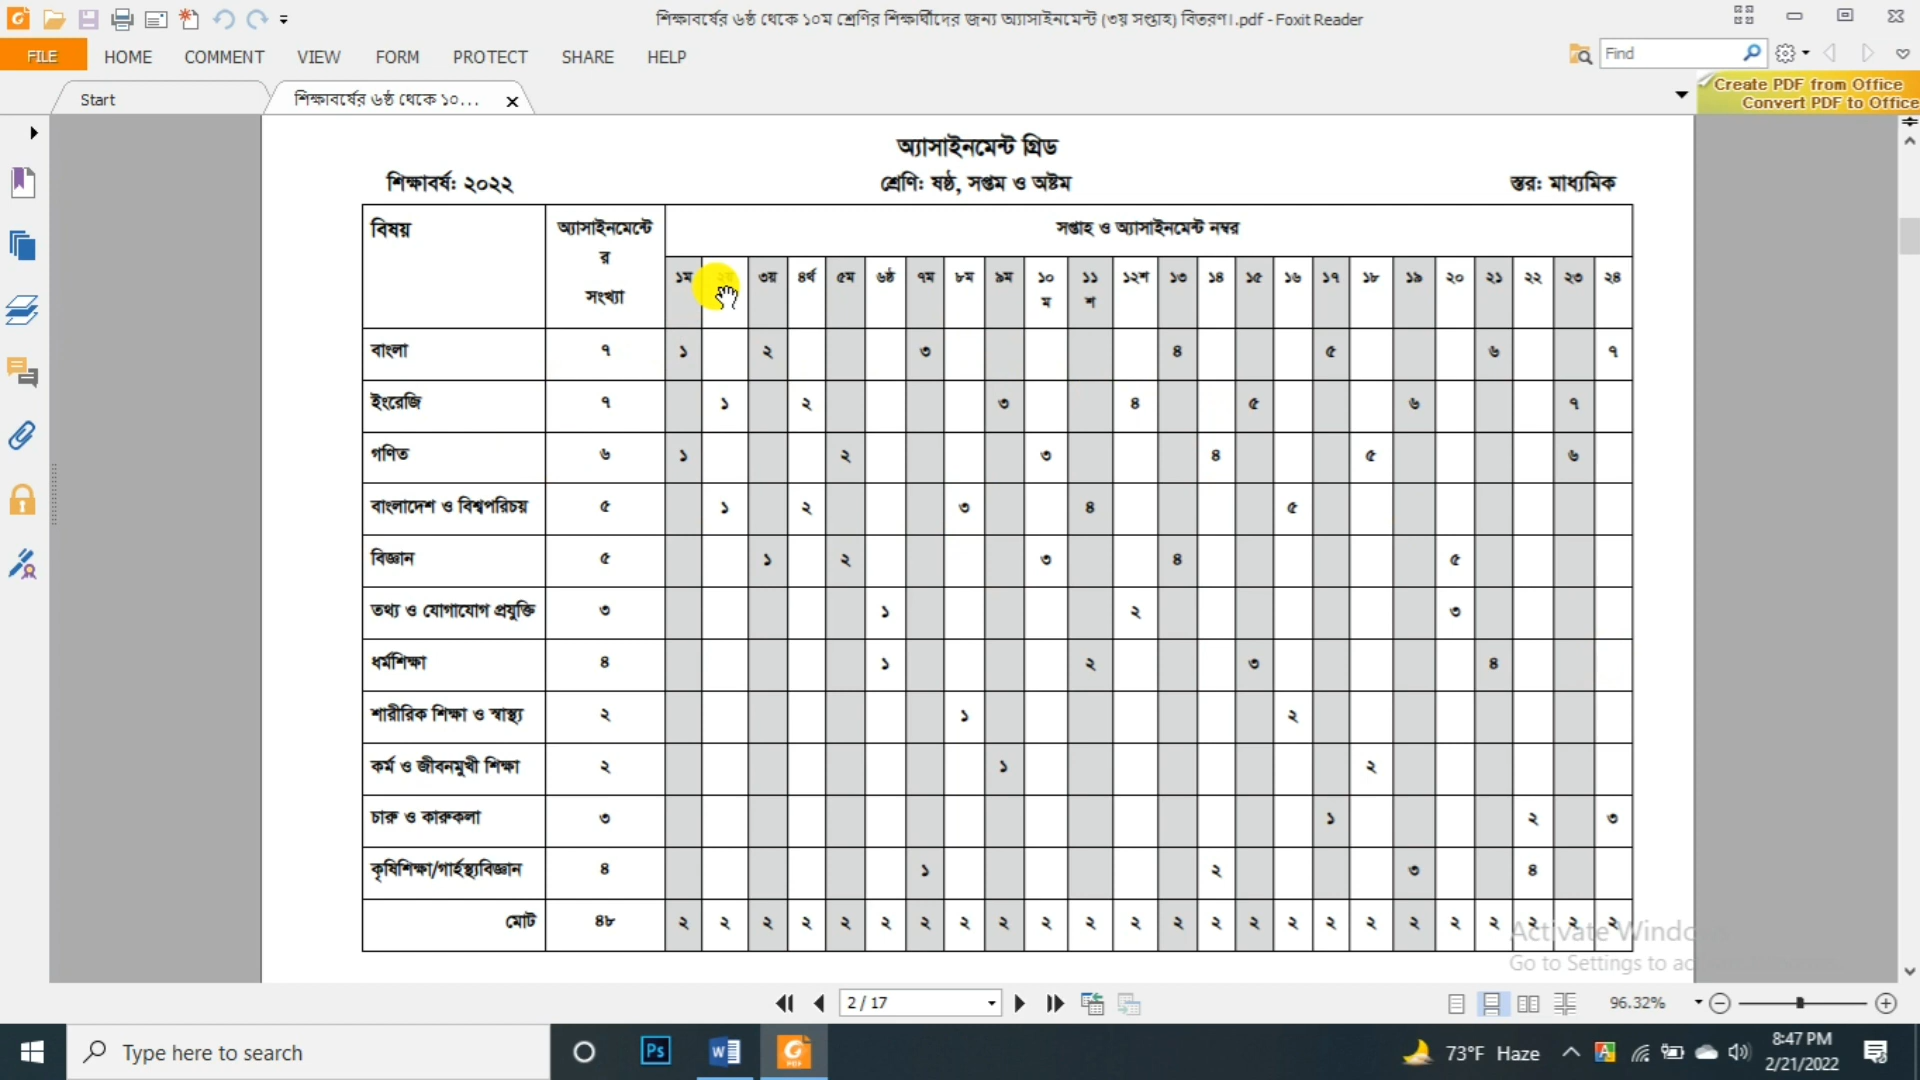 শিক্ষাবর্ষের ৬ষ্ঠ থেকে ১০ম শ্রেণির শিক্ষার্থীদের জন্য অ্যাসাইনমেন্ট (৩য় সপ্তাহ) বিতরণ।.pdf - Foxit Reader
FILE HOME COMMENT VIEW FORM PROTECT SHARE HELP
Find
Start
শিক্ষাবর্ষের ৬ষ্ঠ থেকে ১০...
Create PDF from Office
Convert PDF to Office
অ্যাসাইনমেন্ট গ্রিড
শিক্ষাবর্ষ: ২০২২ শ্রেণি: ষষ্ঠ, সপ্তম ও অষ্টম স্তর: মাধ্যমিক
বিষয় অ্যাসাইনমেন্টের সংখ্যা সপ্তাহ ও অ্যাসাইনমেন্ট নম্বর
১ম ২য় ৩য় ৪র্থ ৫ম ৬ষ্ঠ ৭ম ৮ম ৯ম ১০ম ১১শ ১২শ ১৩ ১৪ ১৫ ১৬ ১৭ ১৮ ১৯ ২০ ২১ ২২ ২৩ ২৪
বাংলা ৭ ১ ২ ৩ ৪ ৫ ৬ ৭
ইংরেজি ৭ ১ ২ ৩ ৪ ৫ ৬ ৭
গণিত ৬ ১ ২ ৩ ৪ ৫ ৬
বাংলাদেশ ও বিশ্বপরিচয় ৫ ১ ২ ৩ ৪ ৫
বিজ্ঞান ৫ ১ ২ ৩ ৪ ৫
তথ্য ও যোগাযোগ প্রযুক্তি ৩ ১ ২ ৩
ধর্মশিক্ষা ৪ ১ ২ ৩ ৪
শারীরিক শিক্ষা ও স্বাস্থ্য ২ ১ ২
কর্ম ও জীবনমুখী শিক্ষা ২ ১ ২
চারু ও কারুকলা ৩ ১ ২ ৩
কৃষিশিক্ষা/গার্হস্থ্যবিজ্ঞান ৪ ১ ২ ৩ ৪
মোট ৪৮ ২ ২ ২ ২ ২ ২ ২ ২ ২ ২ ২ ২ ২ ২ ২ ২ ২ ২ ২ ২ ২ ২ ২ ২
Activate Windo
Go to Settings to ac
2 / 17
96.32%
Type here to search
Ps
73°F Haze
8:47 PM
2/21/2022